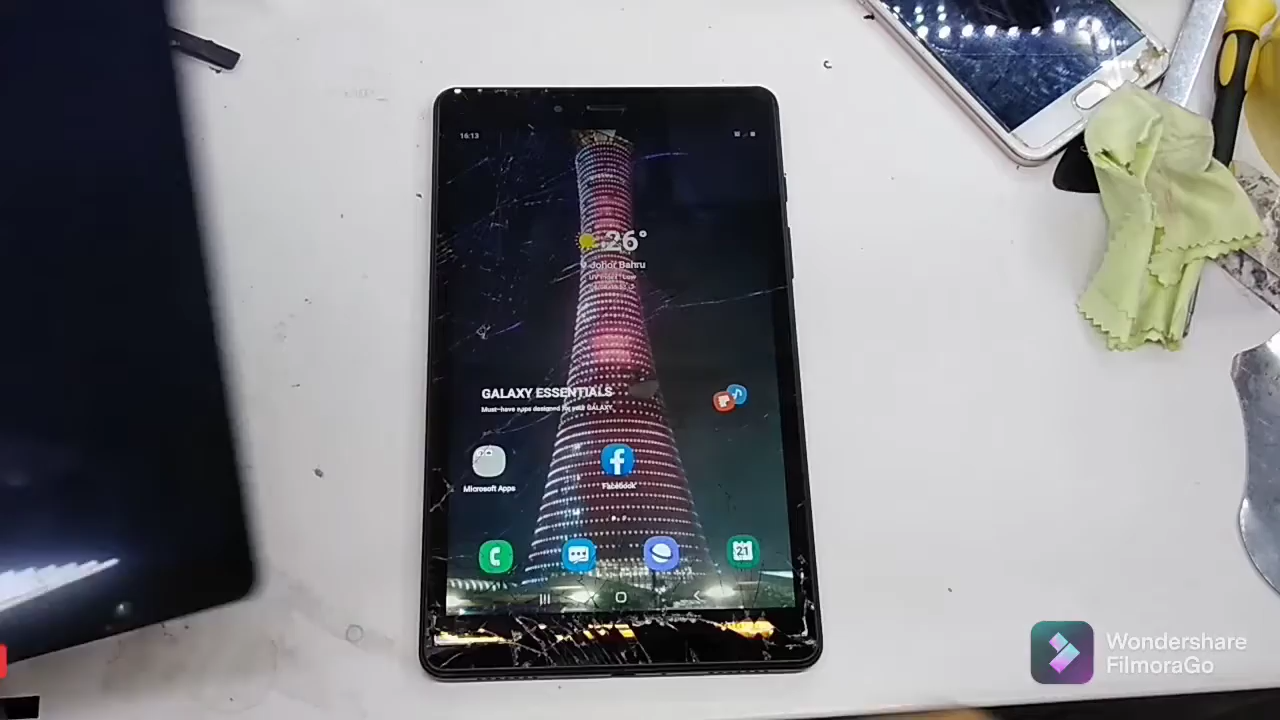 16:13
26°
Johor Bahru
GALAXY ESSENTIALS
Must-have apps designed for your GALAXY.
Microsoft Apps
Facebook
21
Wondershare
FilmoraGo